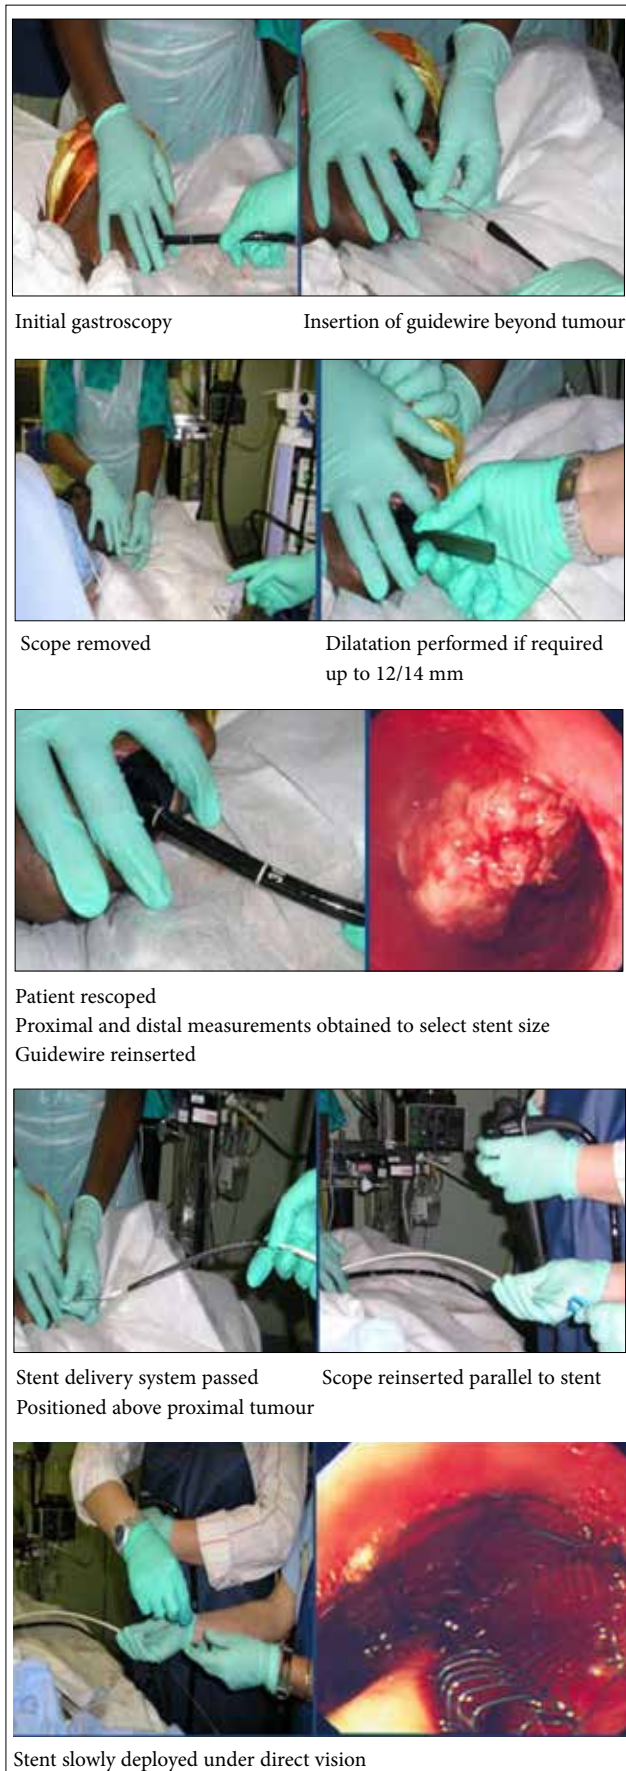 Initial gastroscopy
Insertion of guidewire beyond tumour
Scope removed
Dilatation performed if required
up to 12/14 mm
Patient rescoped
Proximal and distal measurements obtained to select stent size
Guidewire reinserted
Stent delivery system passed
Positioned above proximal tumour
Scope reinserted parallel to stent
Stent slowly deployed under direct vision